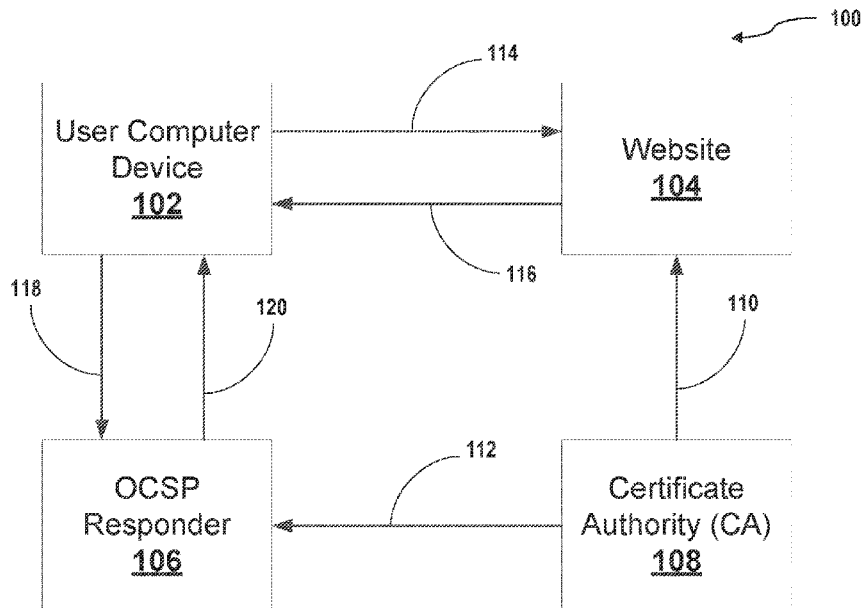 100
114
User Computer
Device
102
Website
104
116
118
120
110
112
OCSP
Responder
106
Certificate
Authority (CA)
108